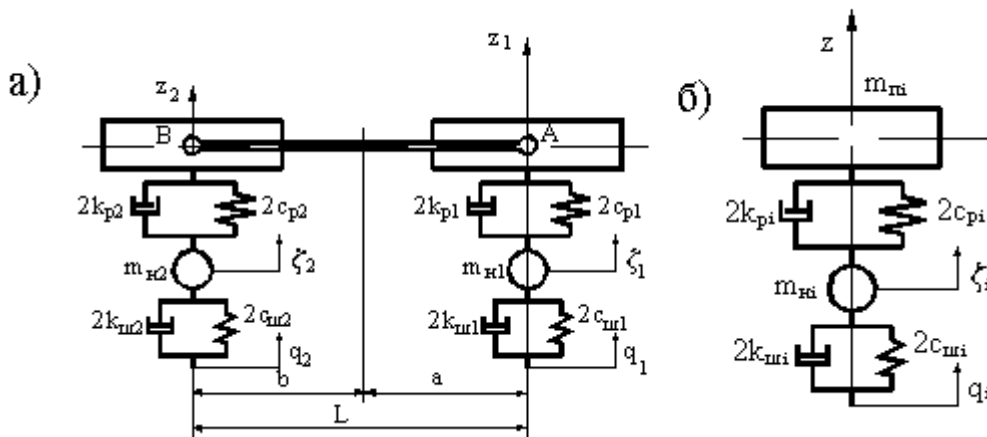 а)
z₂
z₁
B
A
2kр2
2cр2
2kр1
2cр1
mн2
ζ₂
mн1
ζ₁
2kш2
2cш2
2kш1
2cш1
q₂
q₁
b
a
L
б)
z
mпi
2kрi
2cрi
mнi
ζi
2kшi
2cшi
qi